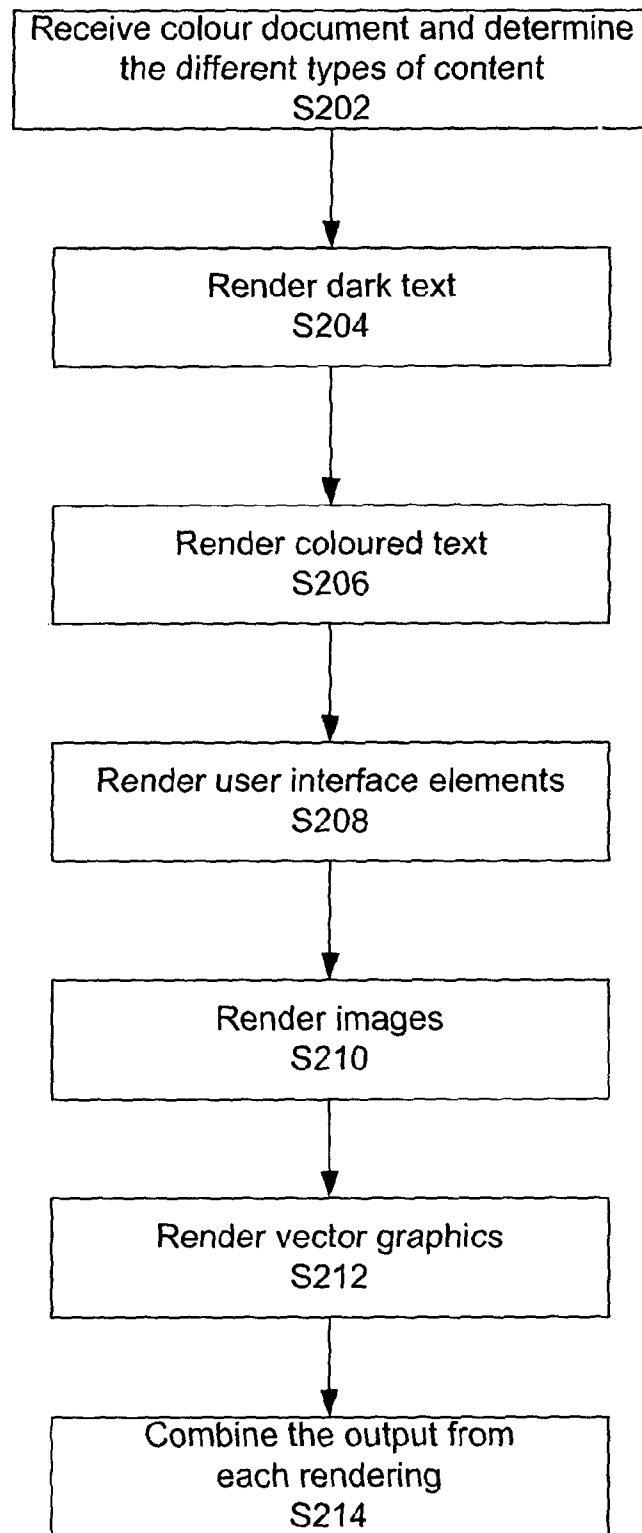 Receive colour document and determine
the different types of content
S202
Render dark text
S204
Render coloured text
S206
Render user interface elements
S208
Render images
S210
Render vector graphics
S212
Combine the output from
each rendering
S214